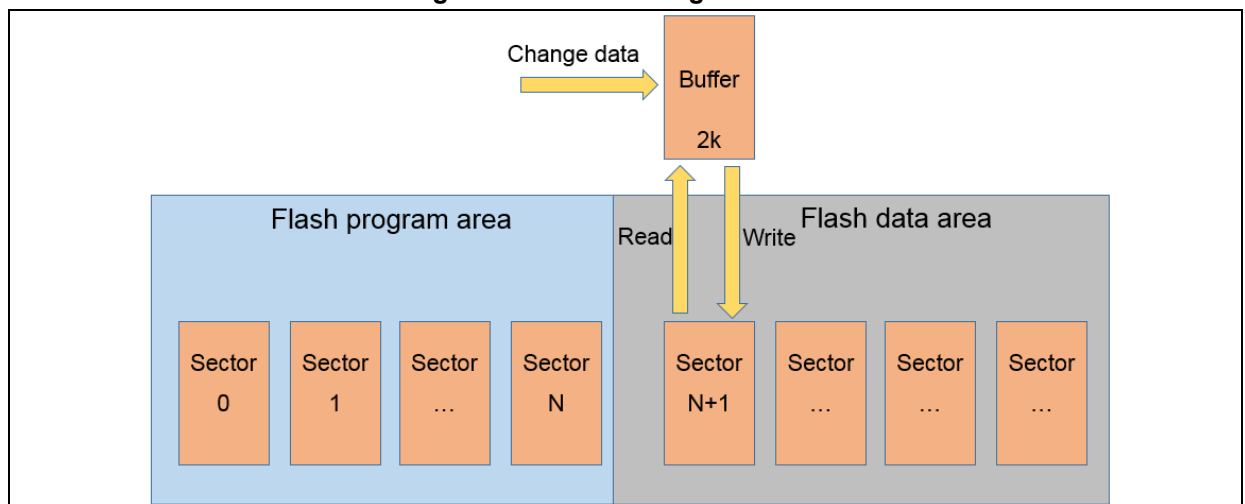 Change data
Buffer
2k
Flash program area
Flash data area
Read
Write
Sector
0
Sector
1
Sector
...
Sector
N
Sector
N+1
Sector
...
Sector
...
Sector
...